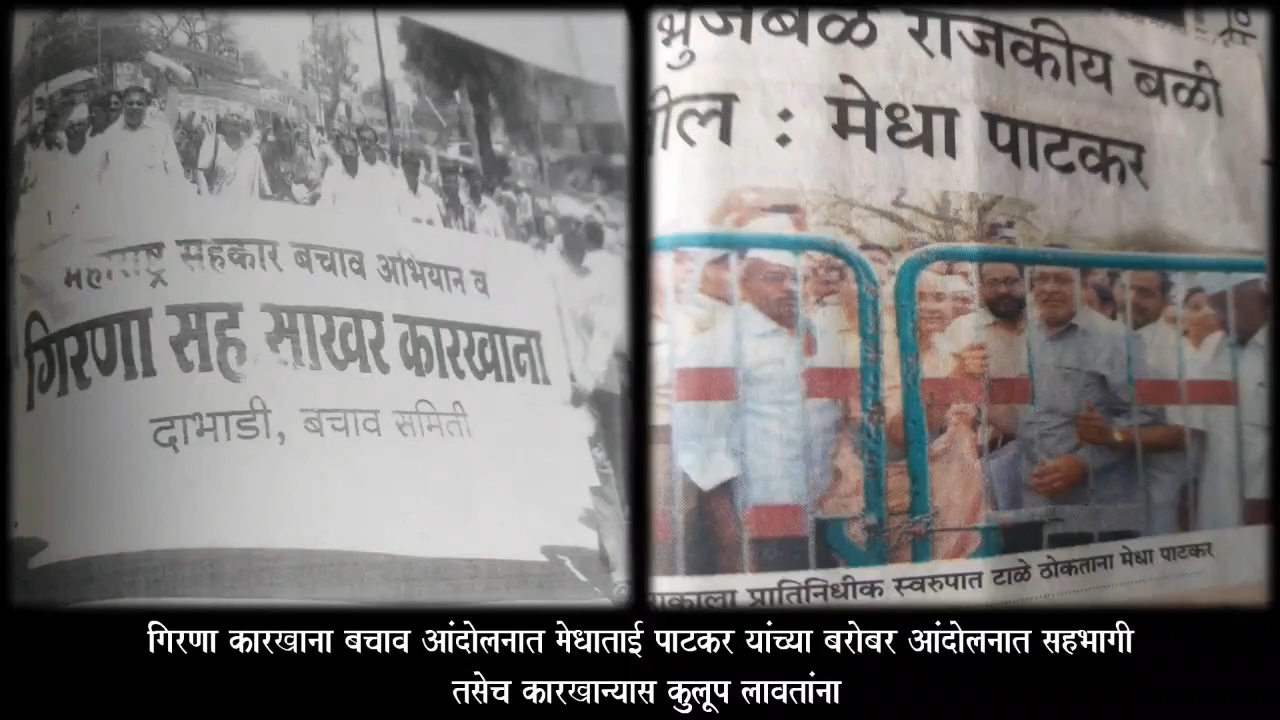 महाराष्ट्र सहकार बचाव अभियान व
गिरणा सह साखर कारखाना
दाभाडी, बचाव समिती
भुजबळ राजकीय बळी
: मेधा पाटकर
प्रातिनिधीक स्वरुपात टाळे ठोकताना मेधा पाटकर
गिरणा कारखाना बचाव आंदोलनात मेधाताई पाटकर यांच्या बरोबर आंदोलनात सहभागी
तसेच कारखान्यास कुलूप लावतांना